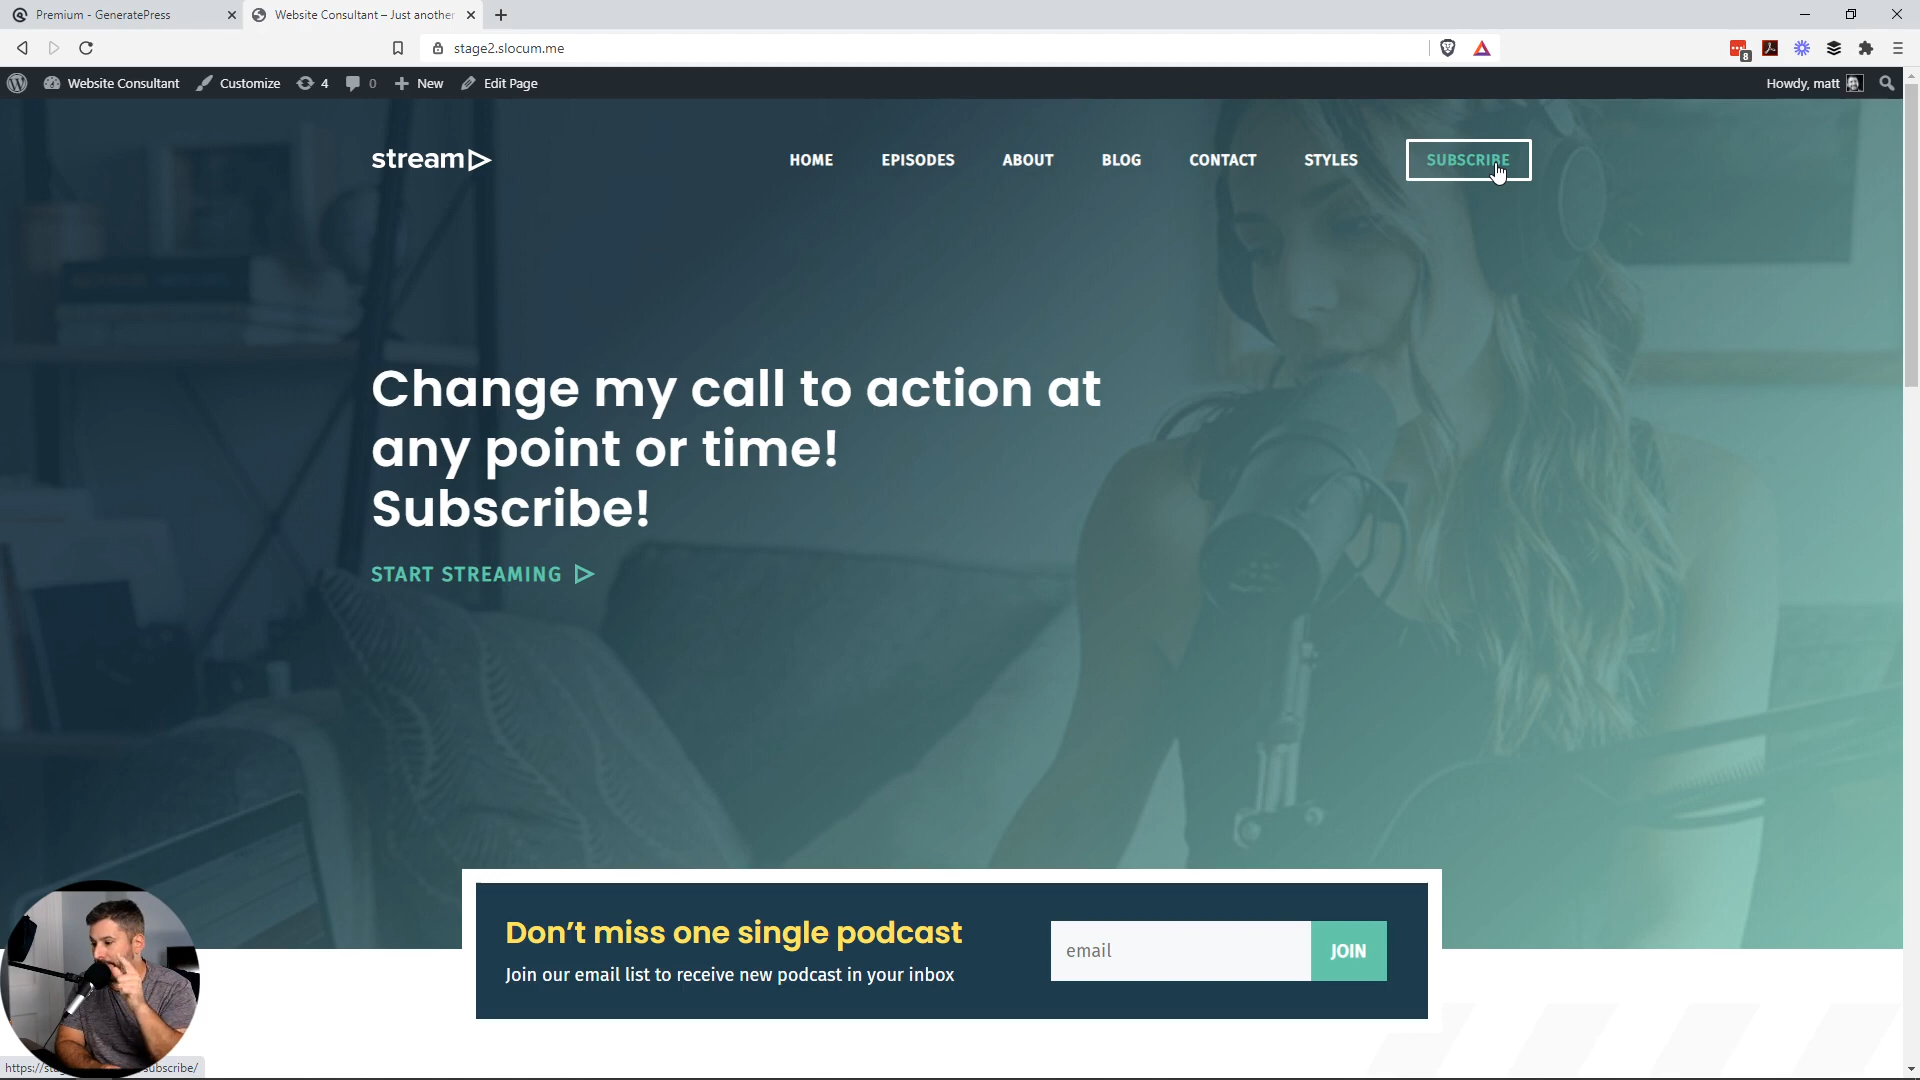 Premium - GeneratePress
Website Consultant – Just another
stage2.slocum.me
8
Website Consultant
Customize
4
0
New
Edit Page
Howdy, matt
stream
HOME
EPISODES
ABOUT
BLOG
CONTACT
STYLES
SUBSCRIBE
Change my call to action at
any point or time!
Subscribe!
START STREAMING
Don’t miss one single podcast
Join our email list to receive new podcast in your inbox
email
JOIN
https://
ubscribe/